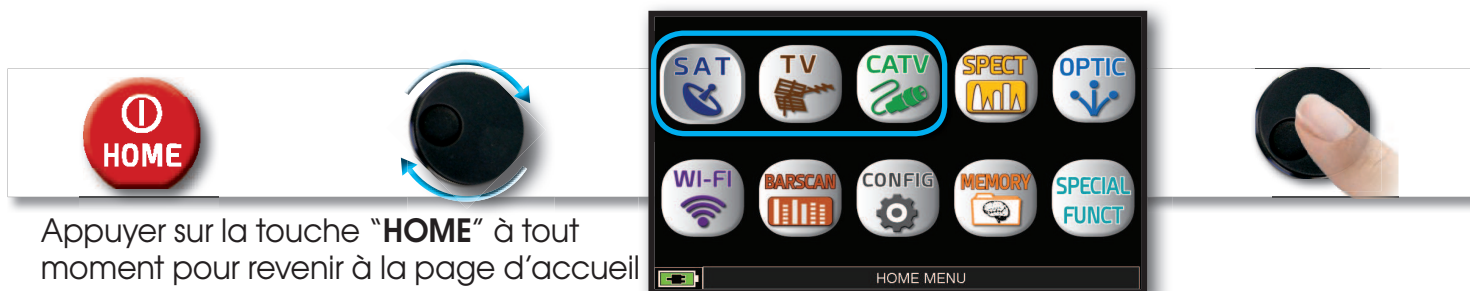 HOME
Appuyer sur la touche “HOME” à tout
moment pour revenir à la page d’accueil
SAT TV CATV SPECT OPTIC
WI-FI BARSCAN CONFIG MEMORY SPECIAL
FUNCT
HOME MENU